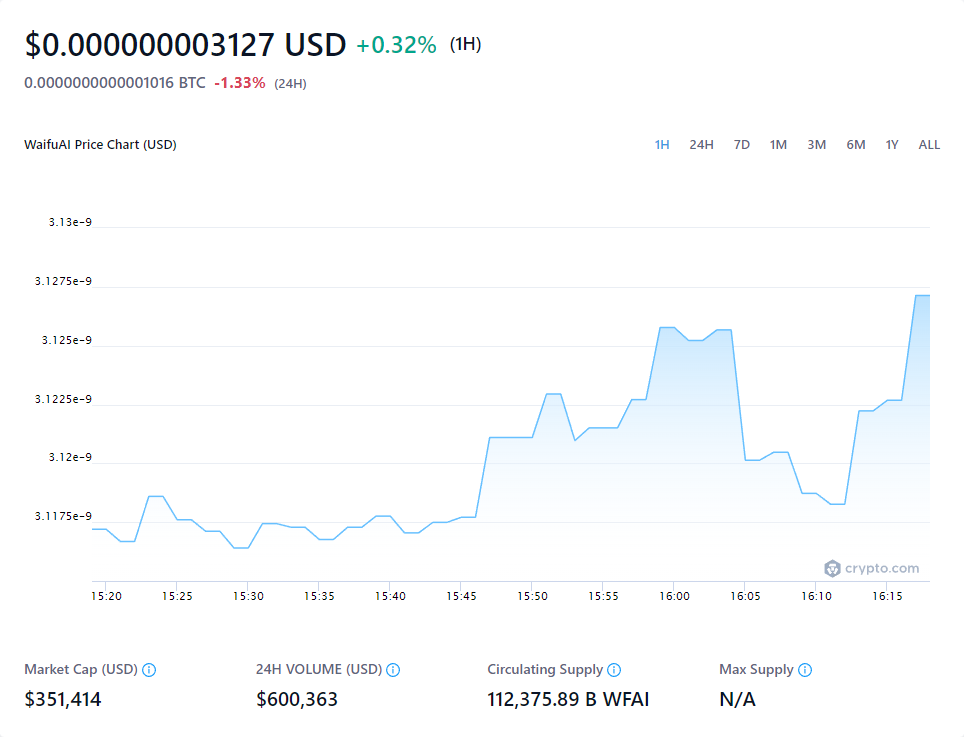 $0.000000003127 USD +0.32% (1H)
0.0000000000001016 BTC -1.33% (24H)
WaifuAI Price Chart (USD) 1H 24H 7D 1M 3M 6M 1Y ALL
3.13e-9
3.1275e-9
3.125e-9
3.1225e-9
3.12e-9
3.1175e-9
crypto.com
15:20 15:25 15:30 15:35 15:40 15:45 15:50 15:55 16:00 16:05 16:10 16:15
Market Cap (USD) 24H VOLUME (USD) Circulating Supply Max Supply
$351,414 $600,363 112,375.89 B WFAI N/A